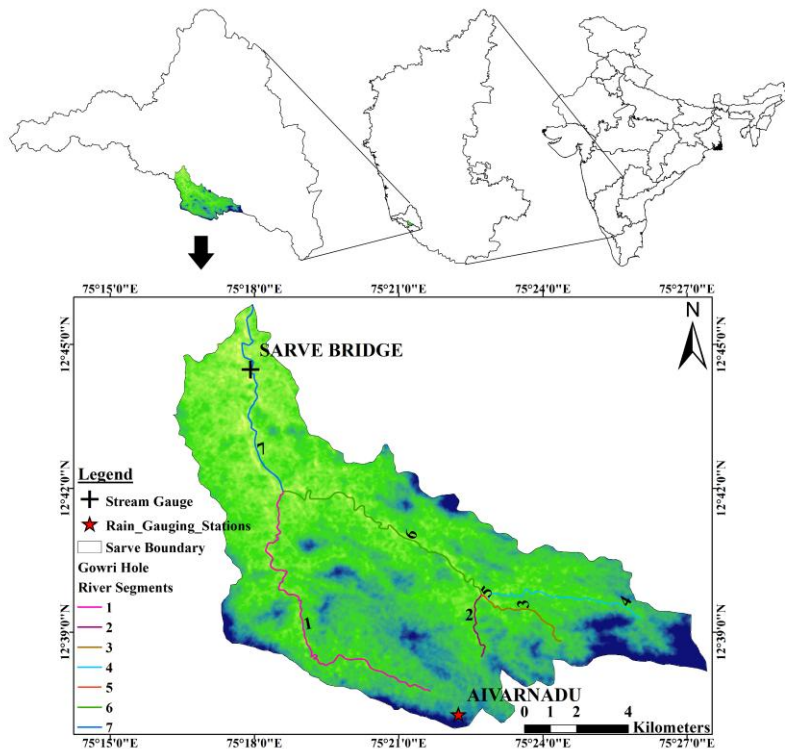 75°15'0"E 75°18'0"E 75°21'0"E 75°24'0"E 75°27'0"E
N
12°45'0"N
12°45'0"N
SARVE BRIDGE
7
Legend
Stream Gauge
Rain_Gauging_Stations
Sarve Boundary
Gowri Hole
River Segments
1
2
3
4
5
6
7
12°42'0"N
12°42'0"N
6
5
4
3
2
1
12°39'0"N
12°39'0"N
AIVARNADU
0 1 2 4
Kilometers
75°15'0"E 75°18'0"E 75°21'0"E 75°24'0"E 75°27'0"E